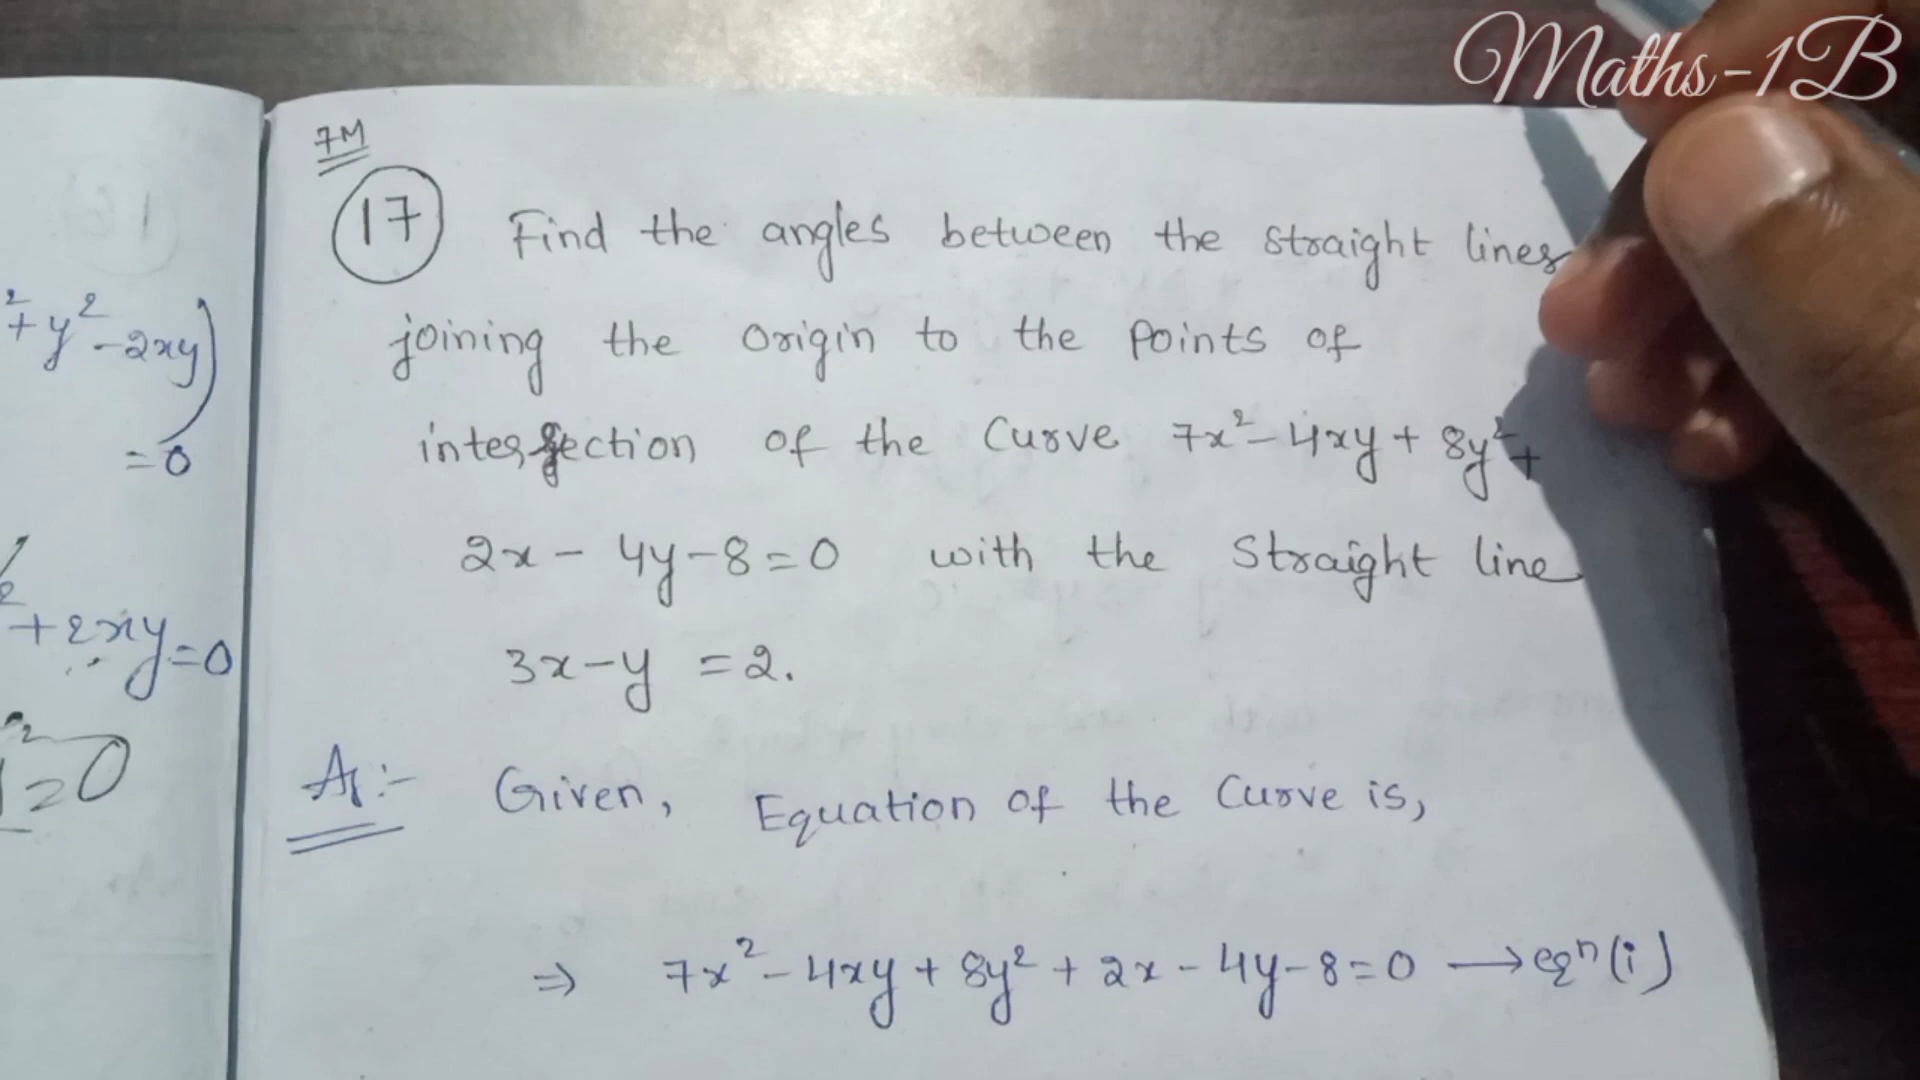 Maths-1B
7M
17 Find the angles between the straight lines
joining the origin to the points of
intersection of the Curve 7x²-4xy+8y²+
2x-4y-8=0 with the straight line
3x-y=2.
A:- Given, Equation of the Curve is,
⇒ 7x²-4xy+8y²+2x-4y-8=0 → eqⁿ(i)
²+y²-2xy)
=0
+2xy=0
²=0